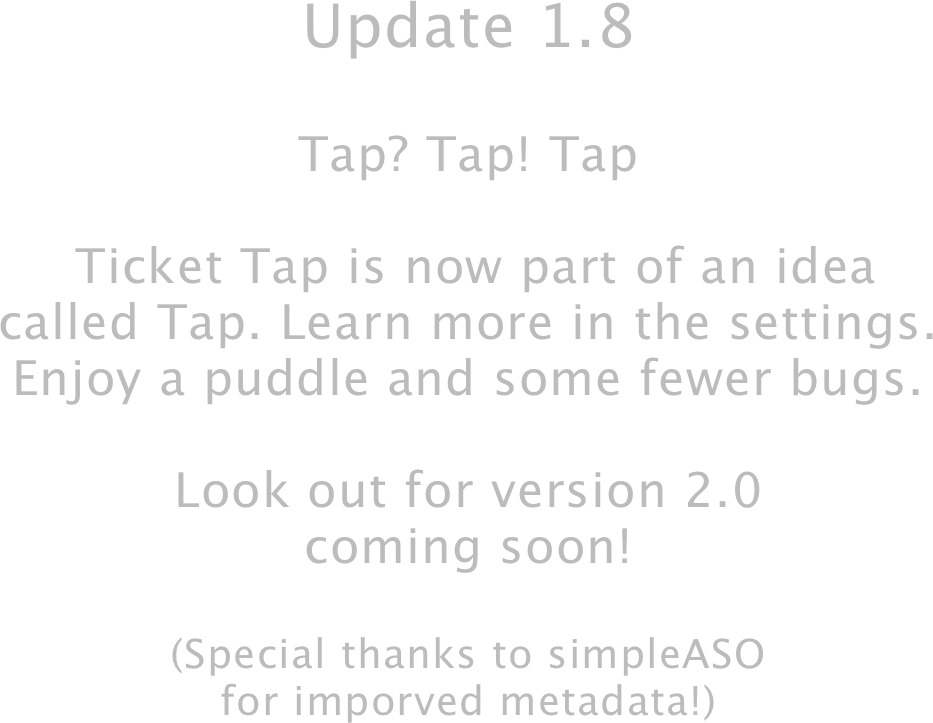 Update 1.8
Tap? Tap! Tap
Ticket Tap is now part of an idea
called Tap. Learn more in the settings.
Enjoy a puddle and some fewer bugs.
Look out for version 2.0
coming soon!
(Special thanks to simpleASO
for imporved metadata!)